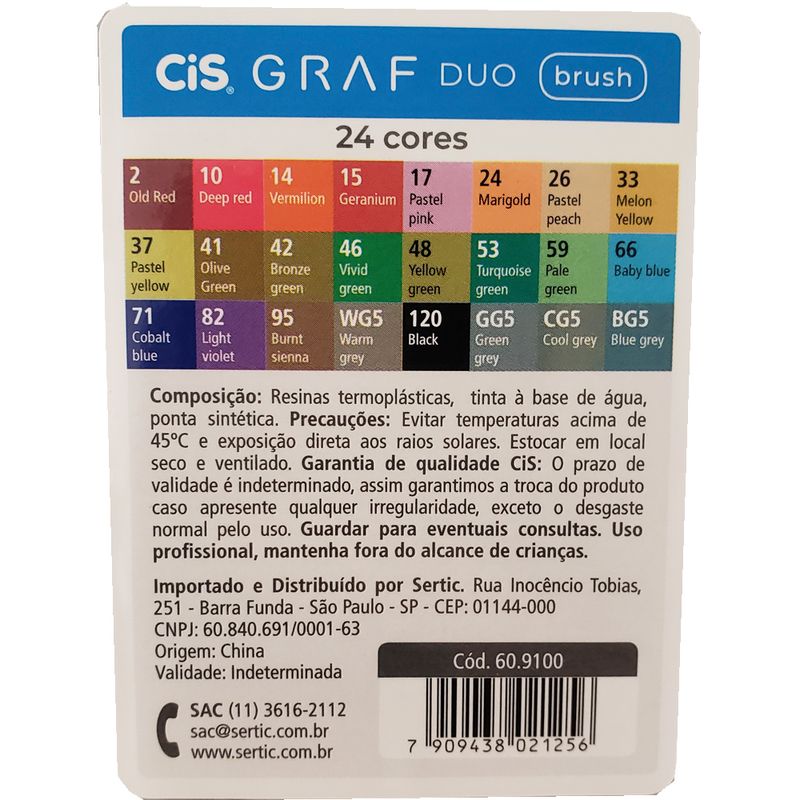 CiS® GRAF DUO brush
24 cores
2 Old Red
10 Deep red
14 Vermilion
15 Geranium
17 Pastel pink
24 Marigold
26 Pastel peach
33 Melon Yellow
37 Pastel yellow
41 Olive Green
42 Bronze green
46 Vivid green
48 Yellow green
53 Turquoise green
59 Pale green
66 Baby blue
71 Cobalt blue
82 Light violet
95 Burnt sienna
WG5 Warm grey
120 Black
GG5 Green grey
CG5 Cool grey
BG5 Blue grey
Composição: Resinas termoplásticas, tinta à base de água,
ponta sintética. Precauções: Evitar temperaturas acima de
45ºC e exposição direta aos raios solares. Estocar em local
seco e ventilado. Garantia de qualidade CiS: O prazo de
validade é indeterminado, assim garantimos a troca do produto
caso apresente qualquer irregularidade, exceto o desgaste
normal pelo uso. Guardar para eventuais consultas. Uso
profissional, mantenha fora do alcance de crianças.
Importado e Distribuído por Sertic. Rua Inocêncio Tobias,
251 - Barra Funda - São Paulo - SP - CEP: 01144-000
CNPJ: 60.840.691/0001-63
Origem: China
Validade: Indeterminada
Cód. 60.9100
SAC (11) 3616-2112
sac@sertic.com.br
www.sertic.com.br
7 909438 021256